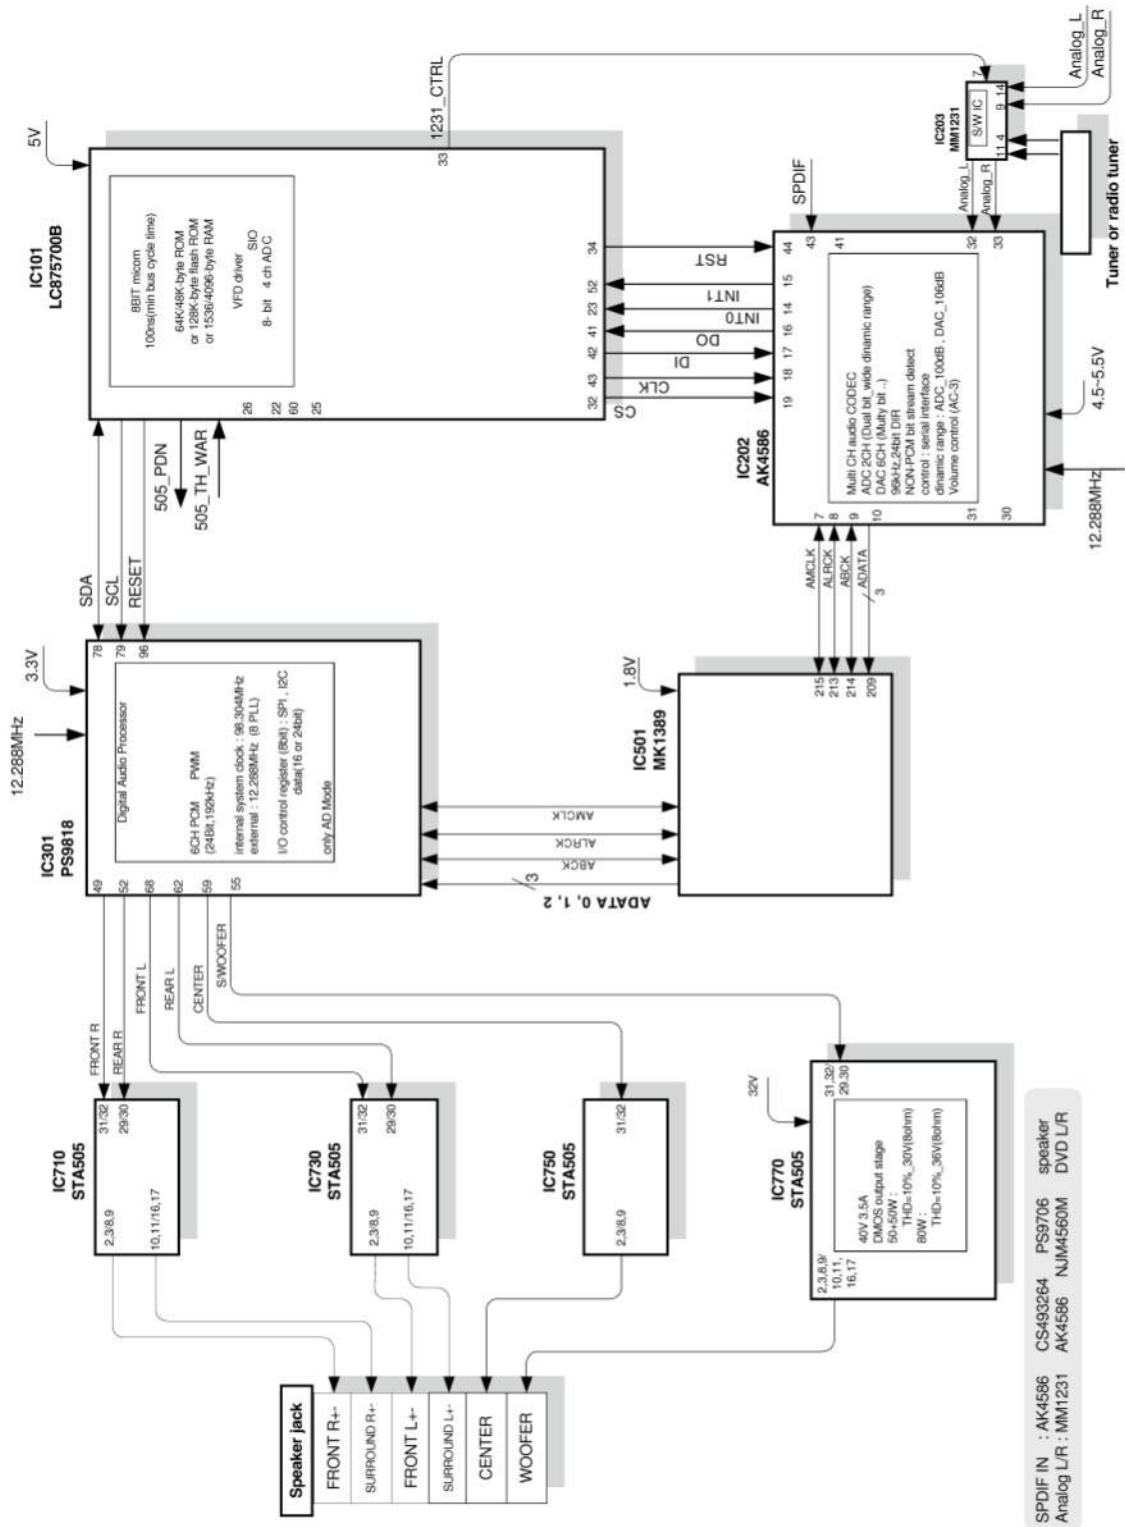 Speaker jack
FRONT R+-
SURROUND R+-
FRONT L+-
SURROUND L+-
CENTER
WOOFER
IC710
STA505
2,3/8,9
10,11/16,17
31/32
29/30
IC730
STA505
2,3/8,9
10,11/16,17
31/32
29/30
IC750
STA505
2,3/8,9
31/32
IC770
STA505
32V
2,3,8,9/
10,11,
16,17
31,32/
29.30
40V 3.5A
DMOS output stage
50+50W :
THD=10%_30V(8ohm)
80W :
THD=10%_36V(8ohm)
FRONT R
REAR R
FRONT L
REAR L
CENTER
S/WOOFER
12.288MHz
3.3V
IC301
PS9818
49
52
68
62
59
55
78
79
96
Digital Audio Processor
6CH PCM PWM
(24Bit,192kHz)
internal system clock : 98.304MHz
external : 12.288MHz (8 PLL)
I/O control register (8bit) : SPI , I2C
data(16 or 24bit)
only AD Mode
SDA
SCL
RESET
505_PDN
505_TH_WAR
ADATA 0, 1, 2
3
ABCK
ALRCK
AMCLK
1.8V
IC501
MK1389
215
213
214
209
AMCLK
ALRCK
ABCK
ADATA
3
5V
IC101
LC875700B
8BIT micom
100ns(min bus cycle time)
64K/48K-byte ROM
or 128K-byte flash ROM
or 1536/4096-byte RAM
VFD driver SIO
8- bit 4 ch ADC
26
22
60
25
33
1231_CTRL
32
43
42
41
23
52
34
CS
CLK
DI
DO
INT0
INT1
RST
19
18
17
16
14
15
44
IC202
AK4586
7
8
9
10
31
30
43
41
32
33
Multi CH audio CODEC
ADC 2CH (Dual bit_wide dinamic range)
DAC 6CH (Multy bit ..)
96kHz,24bit DIR
NON-PCM bit stream detect
control : serial interface
dinamic range : ADC_100dB , DAC_106dB
Volume control (AC-3)
12.288MHz
4.5~5.5V
SPDIF
Analog_L
Analog_R
IC203
MM1231
S/W IC
7
11
4
9
14
Analog_L
Analog_R
Tuner or radio tuner
SPDIF IN : AK4586 CS493264 PS9706 speaker
Analog L/R : MM1231 AK4586 NJM4560M DVD L/R